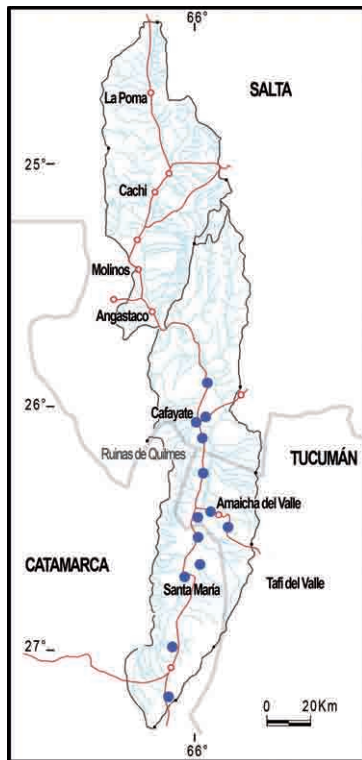 66°
La Poma
SALTA
25°
Cachi
Molinos
Angastaco
26°
Cafayate
Ruinas de Quilmes
TUCUMÁN
Amaicha del Valle
CATAMARCA
Tafi del Valle
Santa María
27°
0 20Km
66°